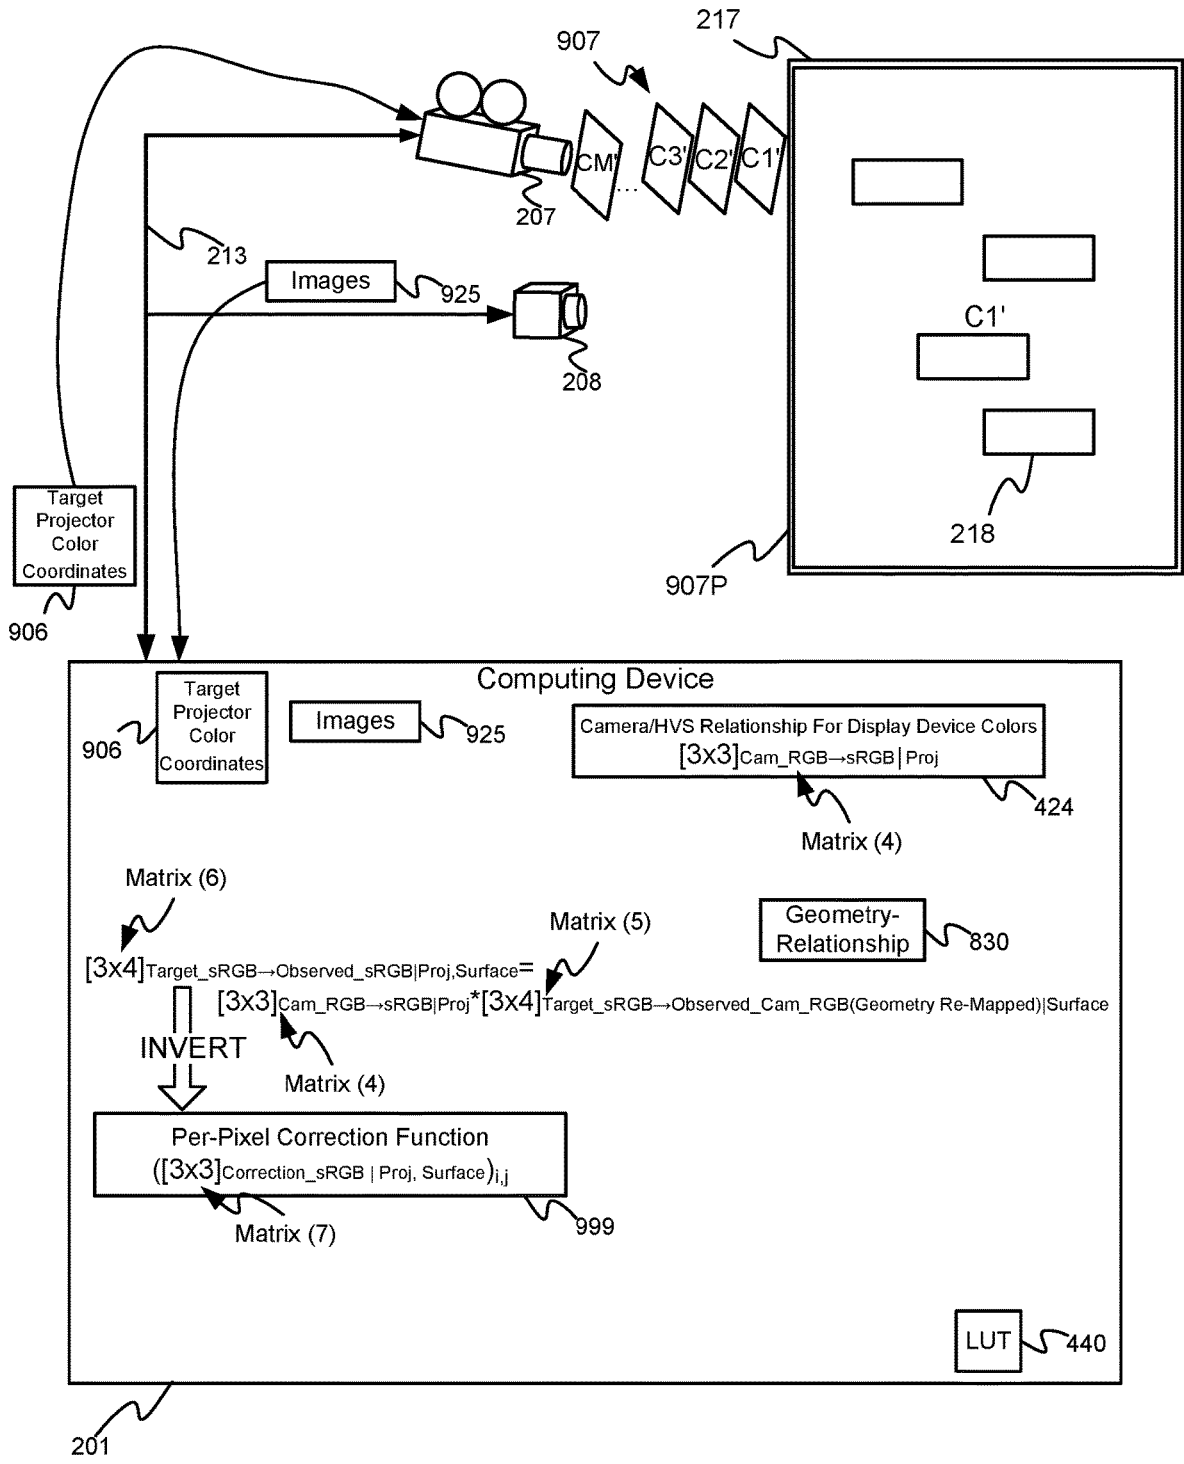 217
907
CM'
...
C3'
C2'
C1'
207
213
Images
925
208
C1'
218
907P
Target
Projector
Color
Coordinates
906
Computing Device
Target
Projector
Color
Coordinates
906
Images
925
Camera/HVS Relationship For Display Device Colors
[3x3]Cam_RGB→sRGB|Proj
424
Matrix (4)
Matrix (6)
Matrix (5)
Geometry-
Relationship
830
[3x4]Target_sRGB→Observed_sRGB|Proj,Surface=
[3x3]Cam_RGB→sRGB|Proj*[3x4]Target_sRGB→Observed_Cam_RGB(Geometry Re-Mapped)|Surface
INVERT
Matrix (4)
Per-Pixel Correction Function
([3x3]Correction_sRGB | Proj, Surface)i,j
Matrix (7)
999
LUT
440
201